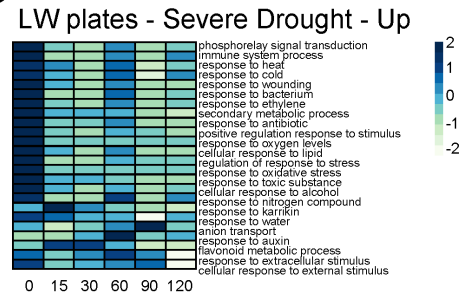 LW plates - Severe Drought - Up
phosphorelay signal transduction
immune system process
response to heat
response to cold
response to wounding
response to bacterium
response to ethylene
secondary metabolic process
response to antibiotic
positive regulation response to stimulus
response to oxygen levels
cellular response to lipid
regulation of response to stress
response to oxidative stress
response to toxic substance
cellular response to alcohol
response to nitrogen compound
response to karrikin
response to water
anion transport
response to auxin
flavonoid metabolic process
response to extracellular stimulus
cellular response to external stimulus
2
1
0
-1
-2
0 15 30 60 90 120